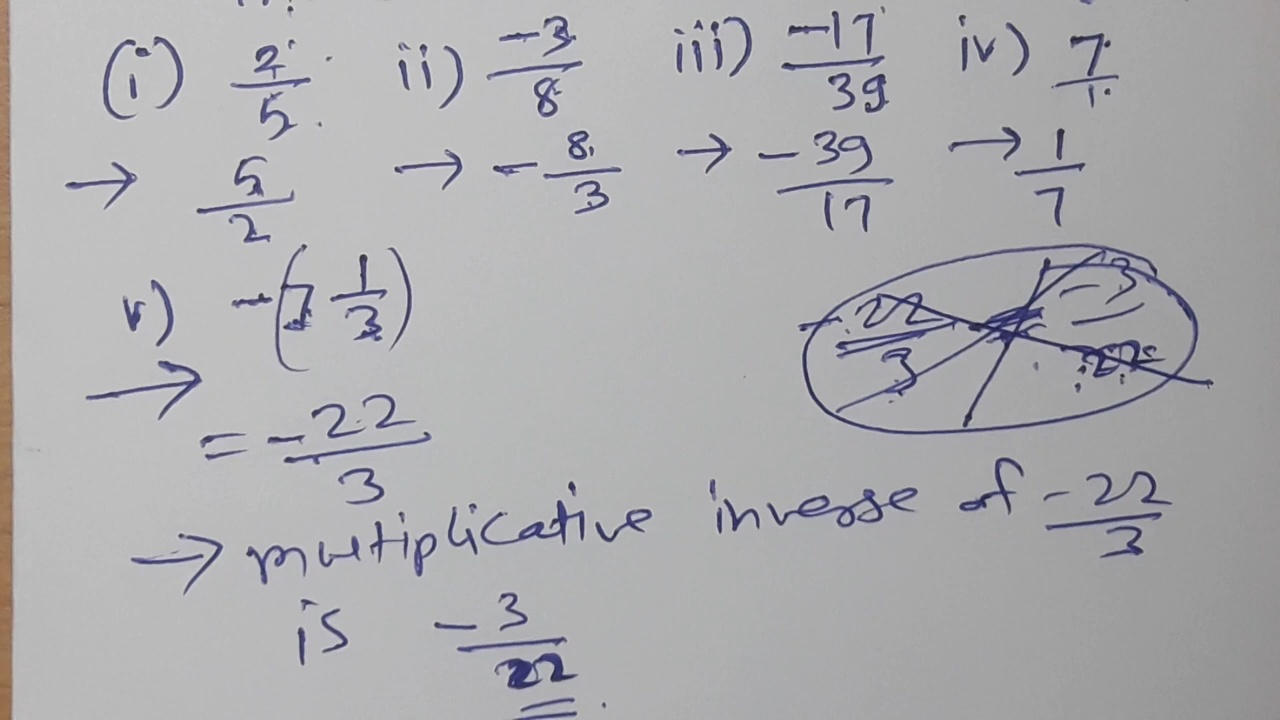 (i) 2/5 ii) -3/8 iii) -17/39 iv) 7/1
→ 5/2 → -8/3 → -39/17 → 1/7
v) -(7 1/3)
→
= -22/3
→ multiplicative inverse of -22/3
is -3/22